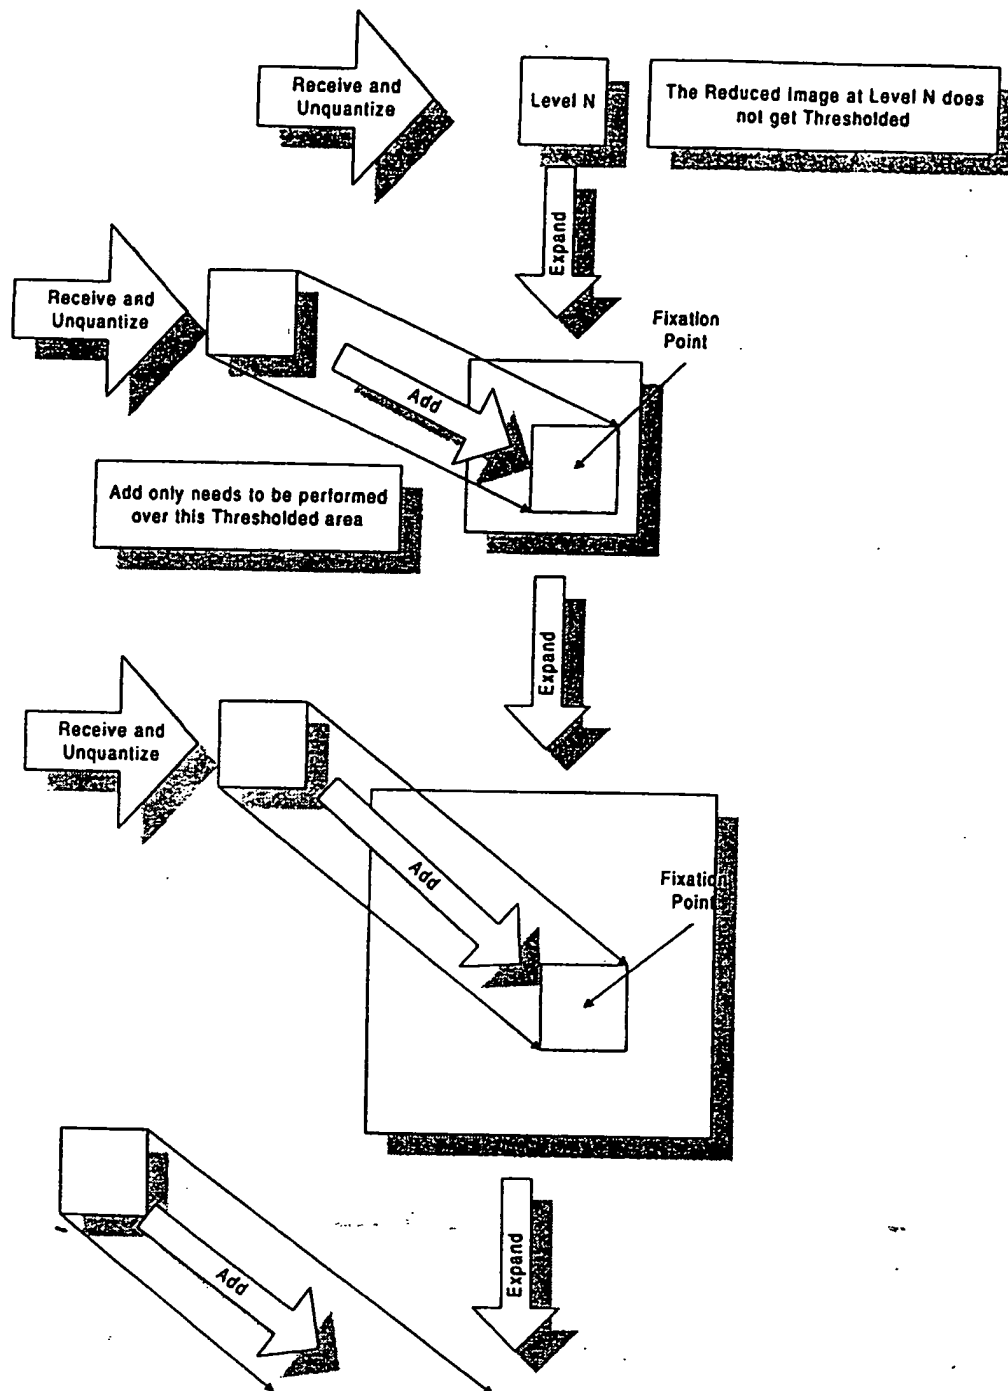 Receive and
Unquantize
Level N
The Reduced Image at Level N does
not get Thresholded
Expand
Receive and
Unquantize
Fixation
Point
Add
Add only needs to be performed
over this Thresholded area
Expand
Receive and
Unquantize
Add
Fixation
Point
Add
Expand